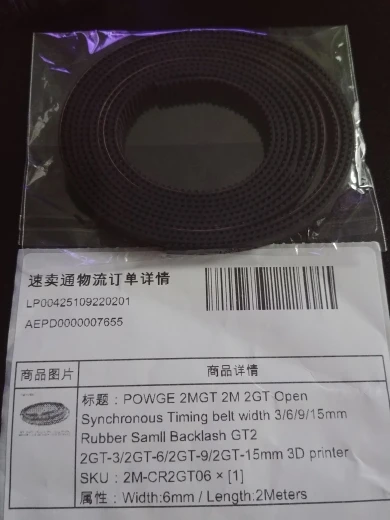 速卖通物流订单详情
LP00425109220201
AEPD0000007655
商品图片 商品详情
标题：POWGE 2MGT 2M 2GT Open
Synchronous Timing belt width 3/6/9/15mm
Rubber Samll Backlash GT2
2GT-3/2GT-6/2GT-9/2GT-15mm 3D printer
SKU：2M-CR2GT06 × [1]
属性：Width:6mm / Length:2Meters